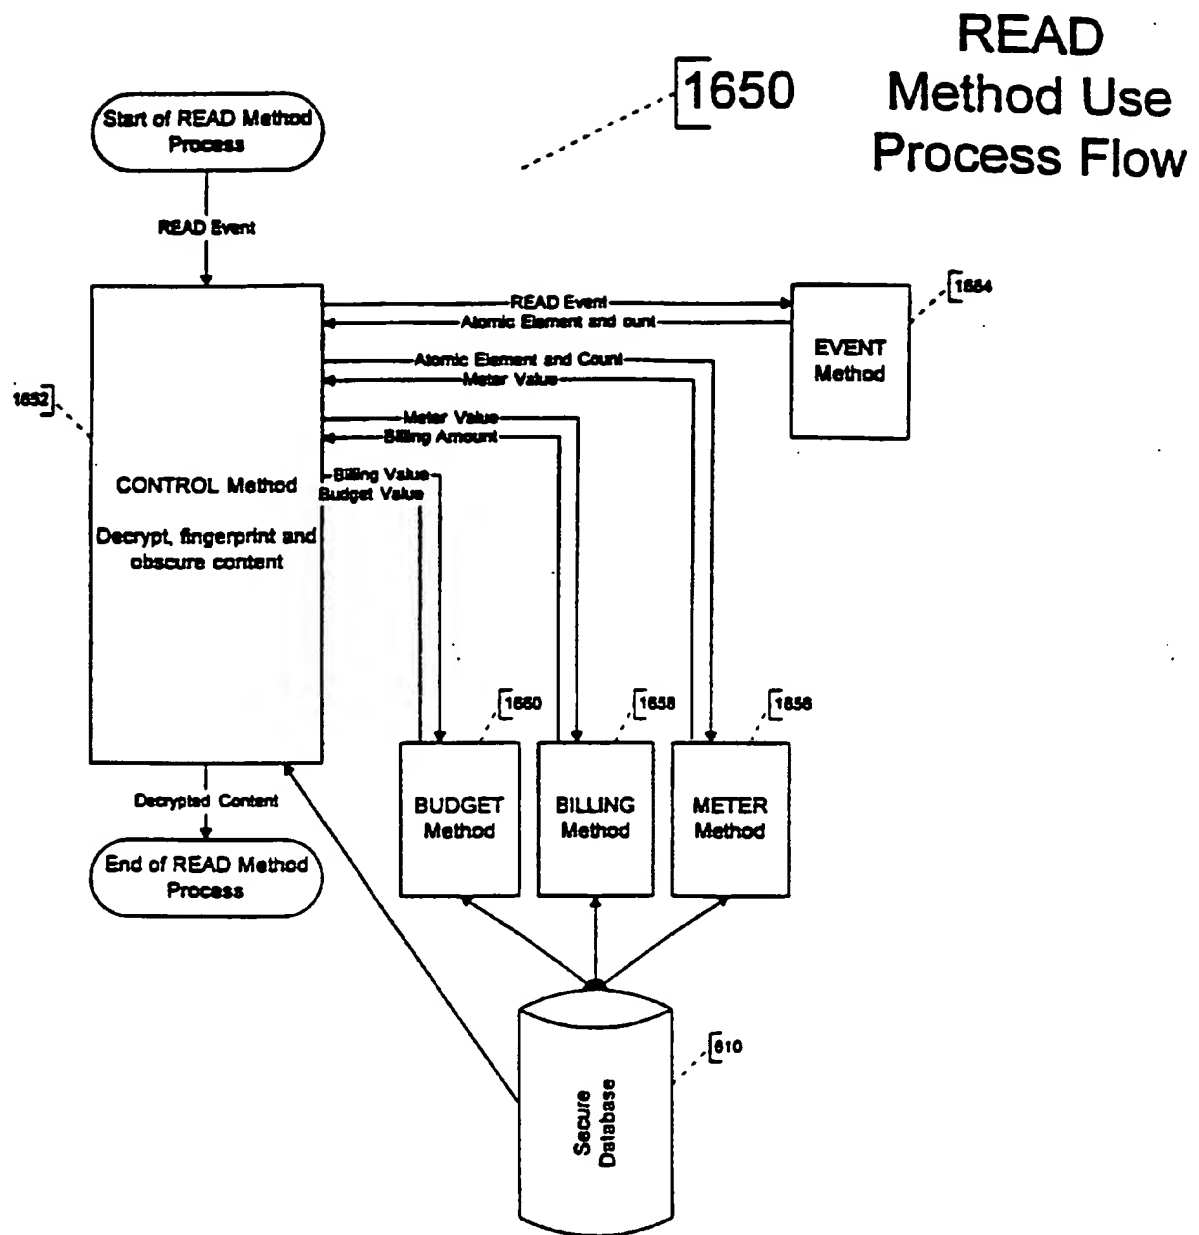 READ
Method Use
Process Flow
1650
Start of READ Method
Process
READ Event
READ Event
Atomic Element and ount
1654
EVENT
Method
Atomic Element and Count
Meter Value
1652
Meter Value
Billing Amount
Billing Value
Budget Value
CONTROL Method
Decrypt, fingerprint and
obscure content
1660
1658
1656
Decrypted Content
BUDGET
Method
BILLING
Method
METER
Method
End of READ Method
Process
610
Secure
Database